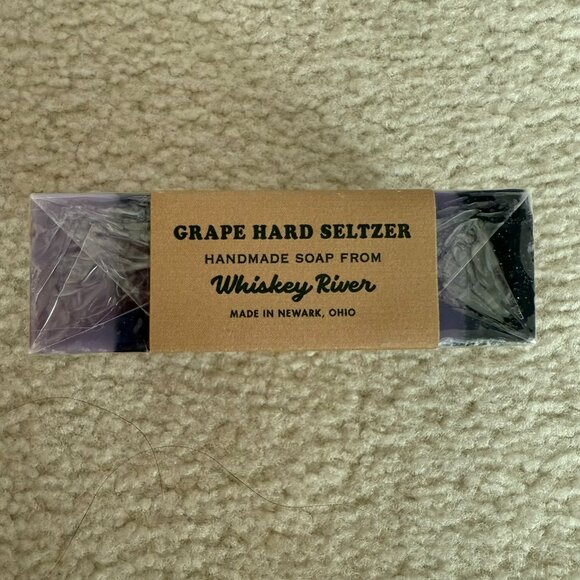 GRAPE HARD SELTZER
HANDMADE SOAP FROM
Whiskey River
MADE IN NEWARK, OHIO